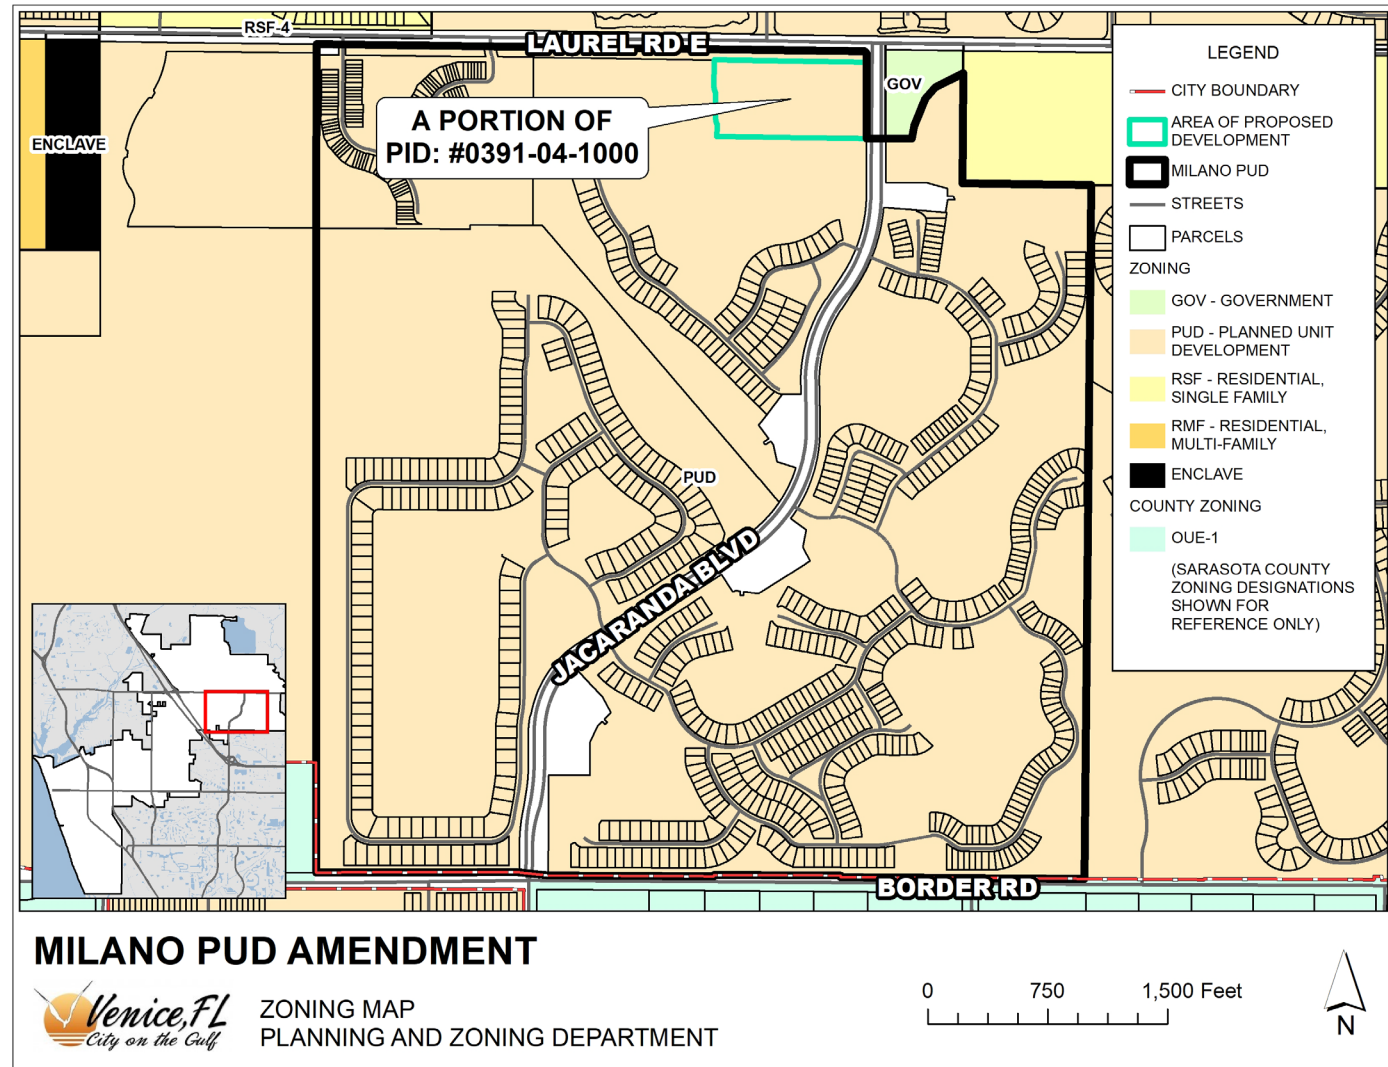 RSF-4
LAUREL RD E
GOV
ENCLAVE
A PORTION OF
PID: #0391-04-1000
PUD
JACARANDA BLVD
BORDER RD
LEGEND
CITY BOUNDARY
AREA OF PROPOSED
DEVELOPMENT
MILANO PUD
STREETS
PARCELS
ZONING
GOV - GOVERNMENT
PUD - PLANNED UNIT
DEVELOPMENT
RSF - RESIDENTIAL,
SINGLE FAMILY
RMF - RESIDENTIAL,
MULTI-FAMILY
ENCLAVE
COUNTY ZONING
OUE-1
(SARASOTA COUNTY
ZONING DESIGNATIONS
SHOWN FOR
REFERENCE ONLY)
MILANO PUD AMENDMENT
Venice, FL
City on the Gulf
ZONING MAP
PLANNING AND ZONING DEPARTMENT
0 750 1,500 Feet
N